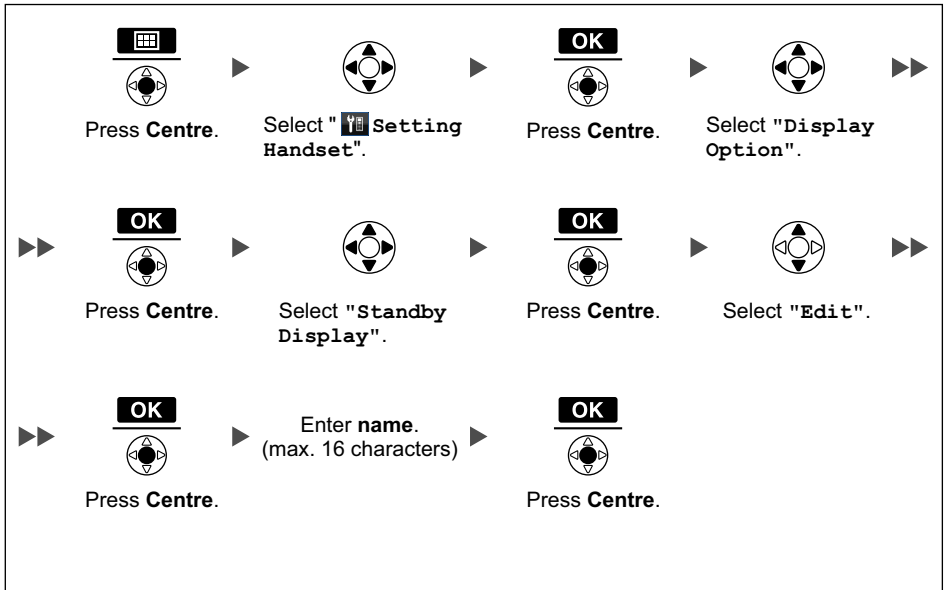 OK
Press Centre.
Select "Setting
Handset".
Press Centre.
Select "Display
Option".
OK
OK
Press Centre.
Select "Standby
Display".
Press Centre.
Select "Edit".
OK
Enter name.
(max. 16 characters)
OK
Press Centre.
Press Centre.